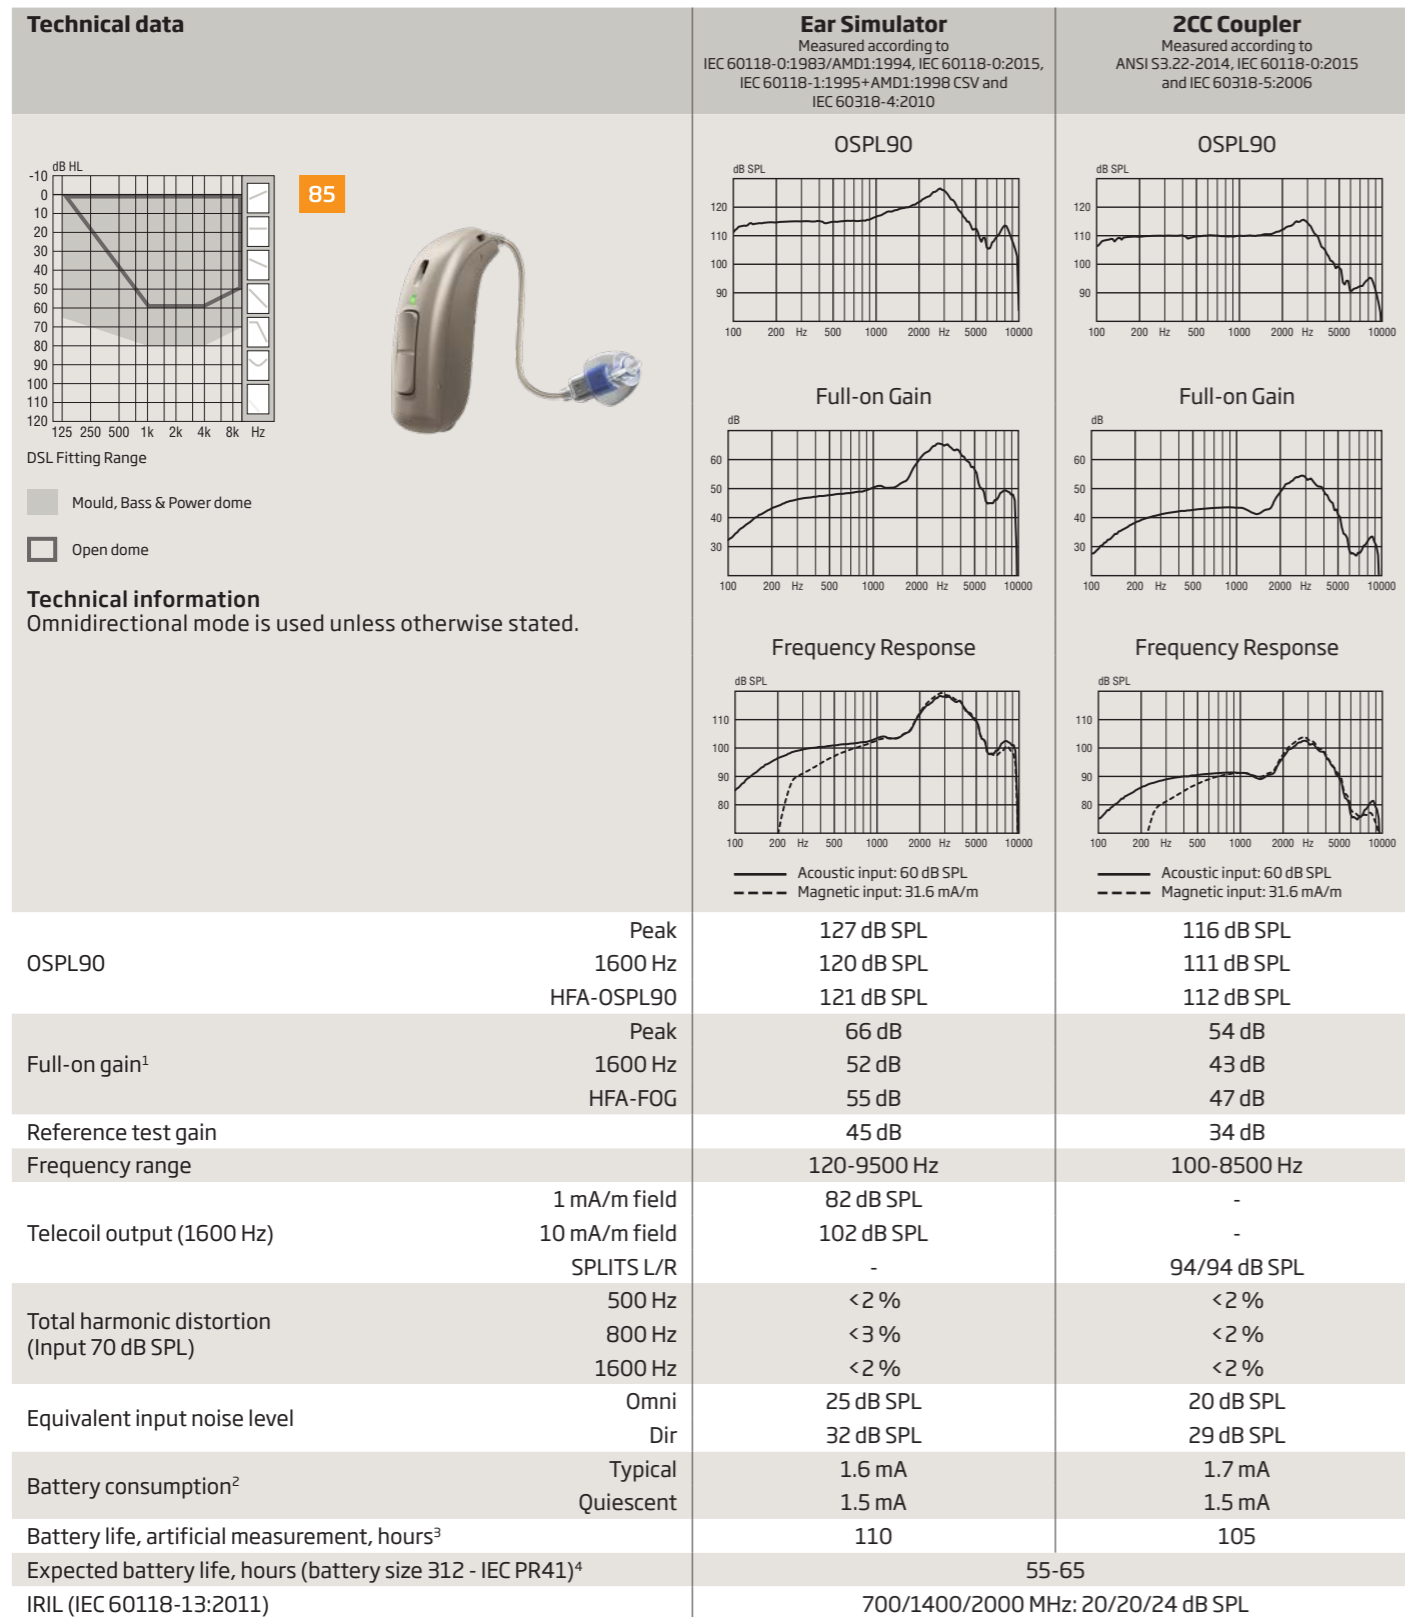 Technical data
Ear Simulator
Measured according to
IEC 60118-0:1983/AMD1:1994, IEC 60118-0:2015,
IEC 60118-1:1995+AMD1:1998 CSV and
IEC 60318-4:2010
2CC Coupler
Measured according to
ANSI S3.22-2014, IEC 60118-0:2015
and IEC 60318-5:2006
dB HL
-10
0
10
20
30
40
50
60
70
80
90
100
110
120
125 250 500 1k 2k 4k 8k Hz
85
DSL Fitting Range
Mould, Bass & Power dome
Open dome
Technical information
Omnidirectional mode is used unless otherwise stated.
OSPL90
dB SPL
120
110
100
90
100 200 Hz 500 1000 2000 Hz 5000 10000
OSPL90
dB SPL
120
110
100
90
100 200 Hz 500 1000 2000 Hz 5000 10000
Full-on Gain
dB
60
50
40
30
100 200 Hz 500 1000 2000 Hz 5000 10000
Full-on Gain
dB
60
50
40
30
100 200 Hz 500 1000 2000 Hz 5000 10000
Frequency Response
dB SPL
110
100
90
80
100 200 Hz 500 1000 2000 Hz 5000 10000
Acoustic input: 60 dB SPL
Magnetic input: 31.6 mA/m
Frequency Response
dB SPL
110
100
90
80
100 200 Hz 500 1000 2000 Hz 5000 10000
Acoustic input: 60 dB SPL
Magnetic input: 31.6 mA/m
OSPL90
Peak 127 dB SPL 116 dB SPL
1600 Hz 120 dB SPL 111 dB SPL
HFA-OSPL90 121 dB SPL 112 dB SPL
Full-on gain¹
Peak 66 dB 54 dB
1600 Hz 52 dB 43 dB
HFA-FOG 55 dB 47 dB
Reference test gain 45 dB 34 dB
Frequency range 120-9500 Hz 100-8500 Hz
Telecoil output (1600 Hz)
1 mA/m field 82 dB SPL -
10 mA/m field 102 dB SPL -
SPLITS L/R - 94/94 dB SPL
Total harmonic distortion
(Input 70 dB SPL)
500 Hz <2 % <2 %
800 Hz <3 % <2 %
1600 Hz <2 % <2 %
Equivalent input noise level
Omni 25 dB SPL 20 dB SPL
Dir 32 dB SPL 29 dB SPL
Battery consumption²
Typical 1.6 mA 1.7 mA
Quiescent 1.5 mA 1.5 mA
Battery life, artificial measurement, hours³ 110 105
Expected battery life, hours (battery size 312 - IEC PR41)⁴ 55-65
IRIL (IEC 60118-13:2011) 700/1400/2000 MHz: 20/20/24 dB SPL